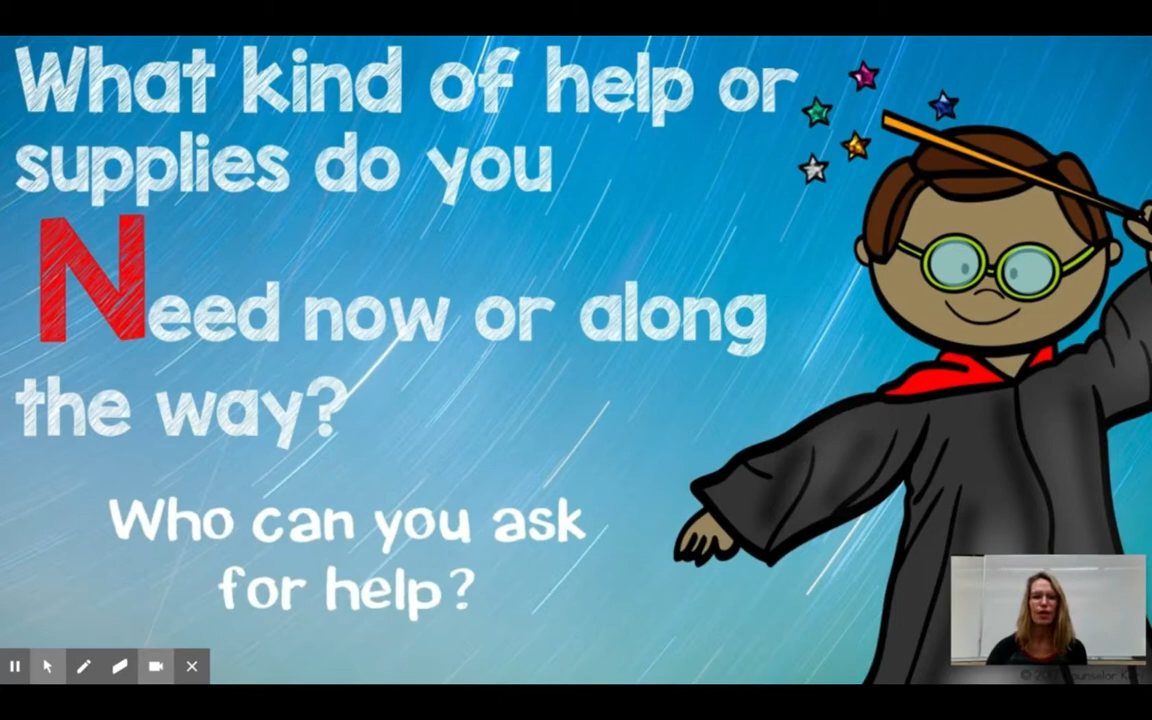 What kind of help or
supplies do you
Need now or along
the way?
Who can you ask
for help?
©